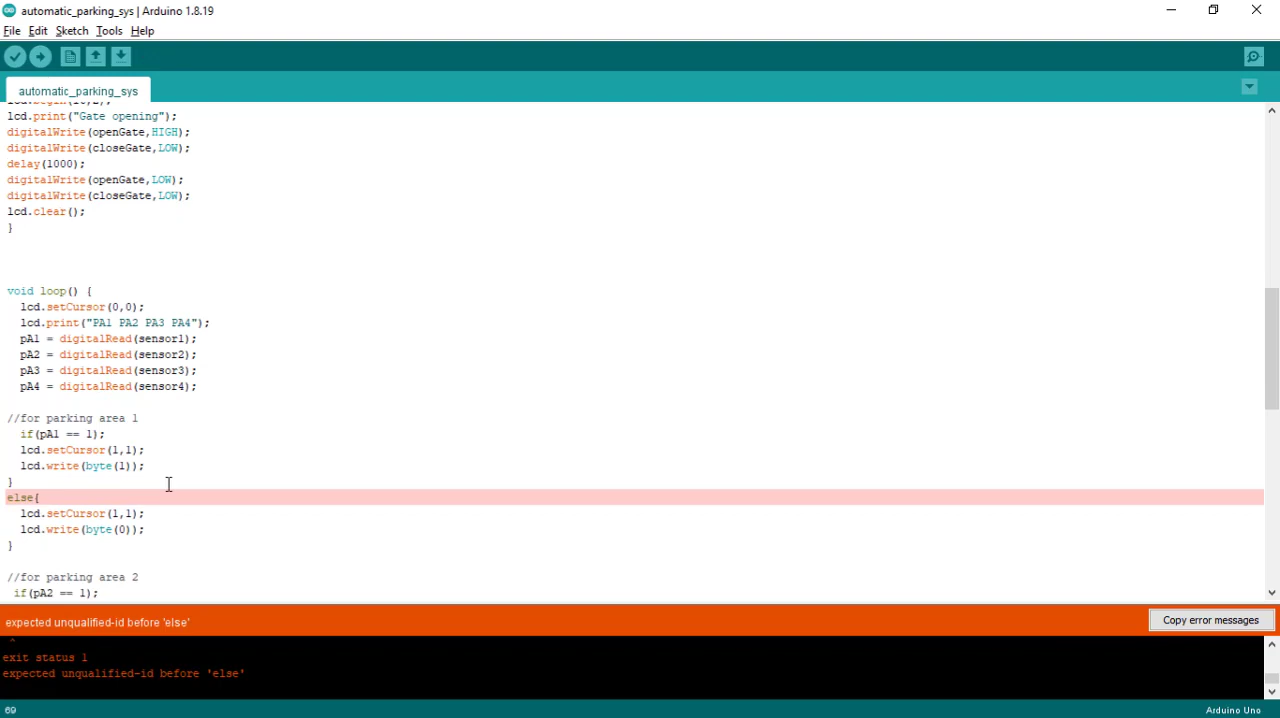 automatic_parking_sys | Arduino 1.8.19
File Edit Sketch Tools Help
automatic_parking_sys
lcd.print("Gate opening");
digitalWrite(openGate,HIGH);
digitalWrite(closeGate,LOW);
delay(1000);
digitalWrite(openGate,LOW);
digitalWrite(closeGate,LOW);
lcd.clear();
}
void loop() {
lcd.setCursor(0,0);
lcd.print("PA1 PA2 PA3 PA4");
pA1 = digitalRead(sensor1);
pA2 = digitalRead(sensor2);
pA3 = digitalRead(sensor3);
pA4 = digitalRead(sensor4);
//for parking area 1
if(pA1 == 1);
lcd.setCursor(1,1);
lcd.write(byte(1));
}
else{
lcd.setCursor(1,1);
lcd.write(byte(0));
}
//for parking area 2
if(pA2 == 1);
expected unqualified-id before 'else'
Copy error messages
^
exit status 1
expected unqualified-id before 'else'
69
Arduino Uno